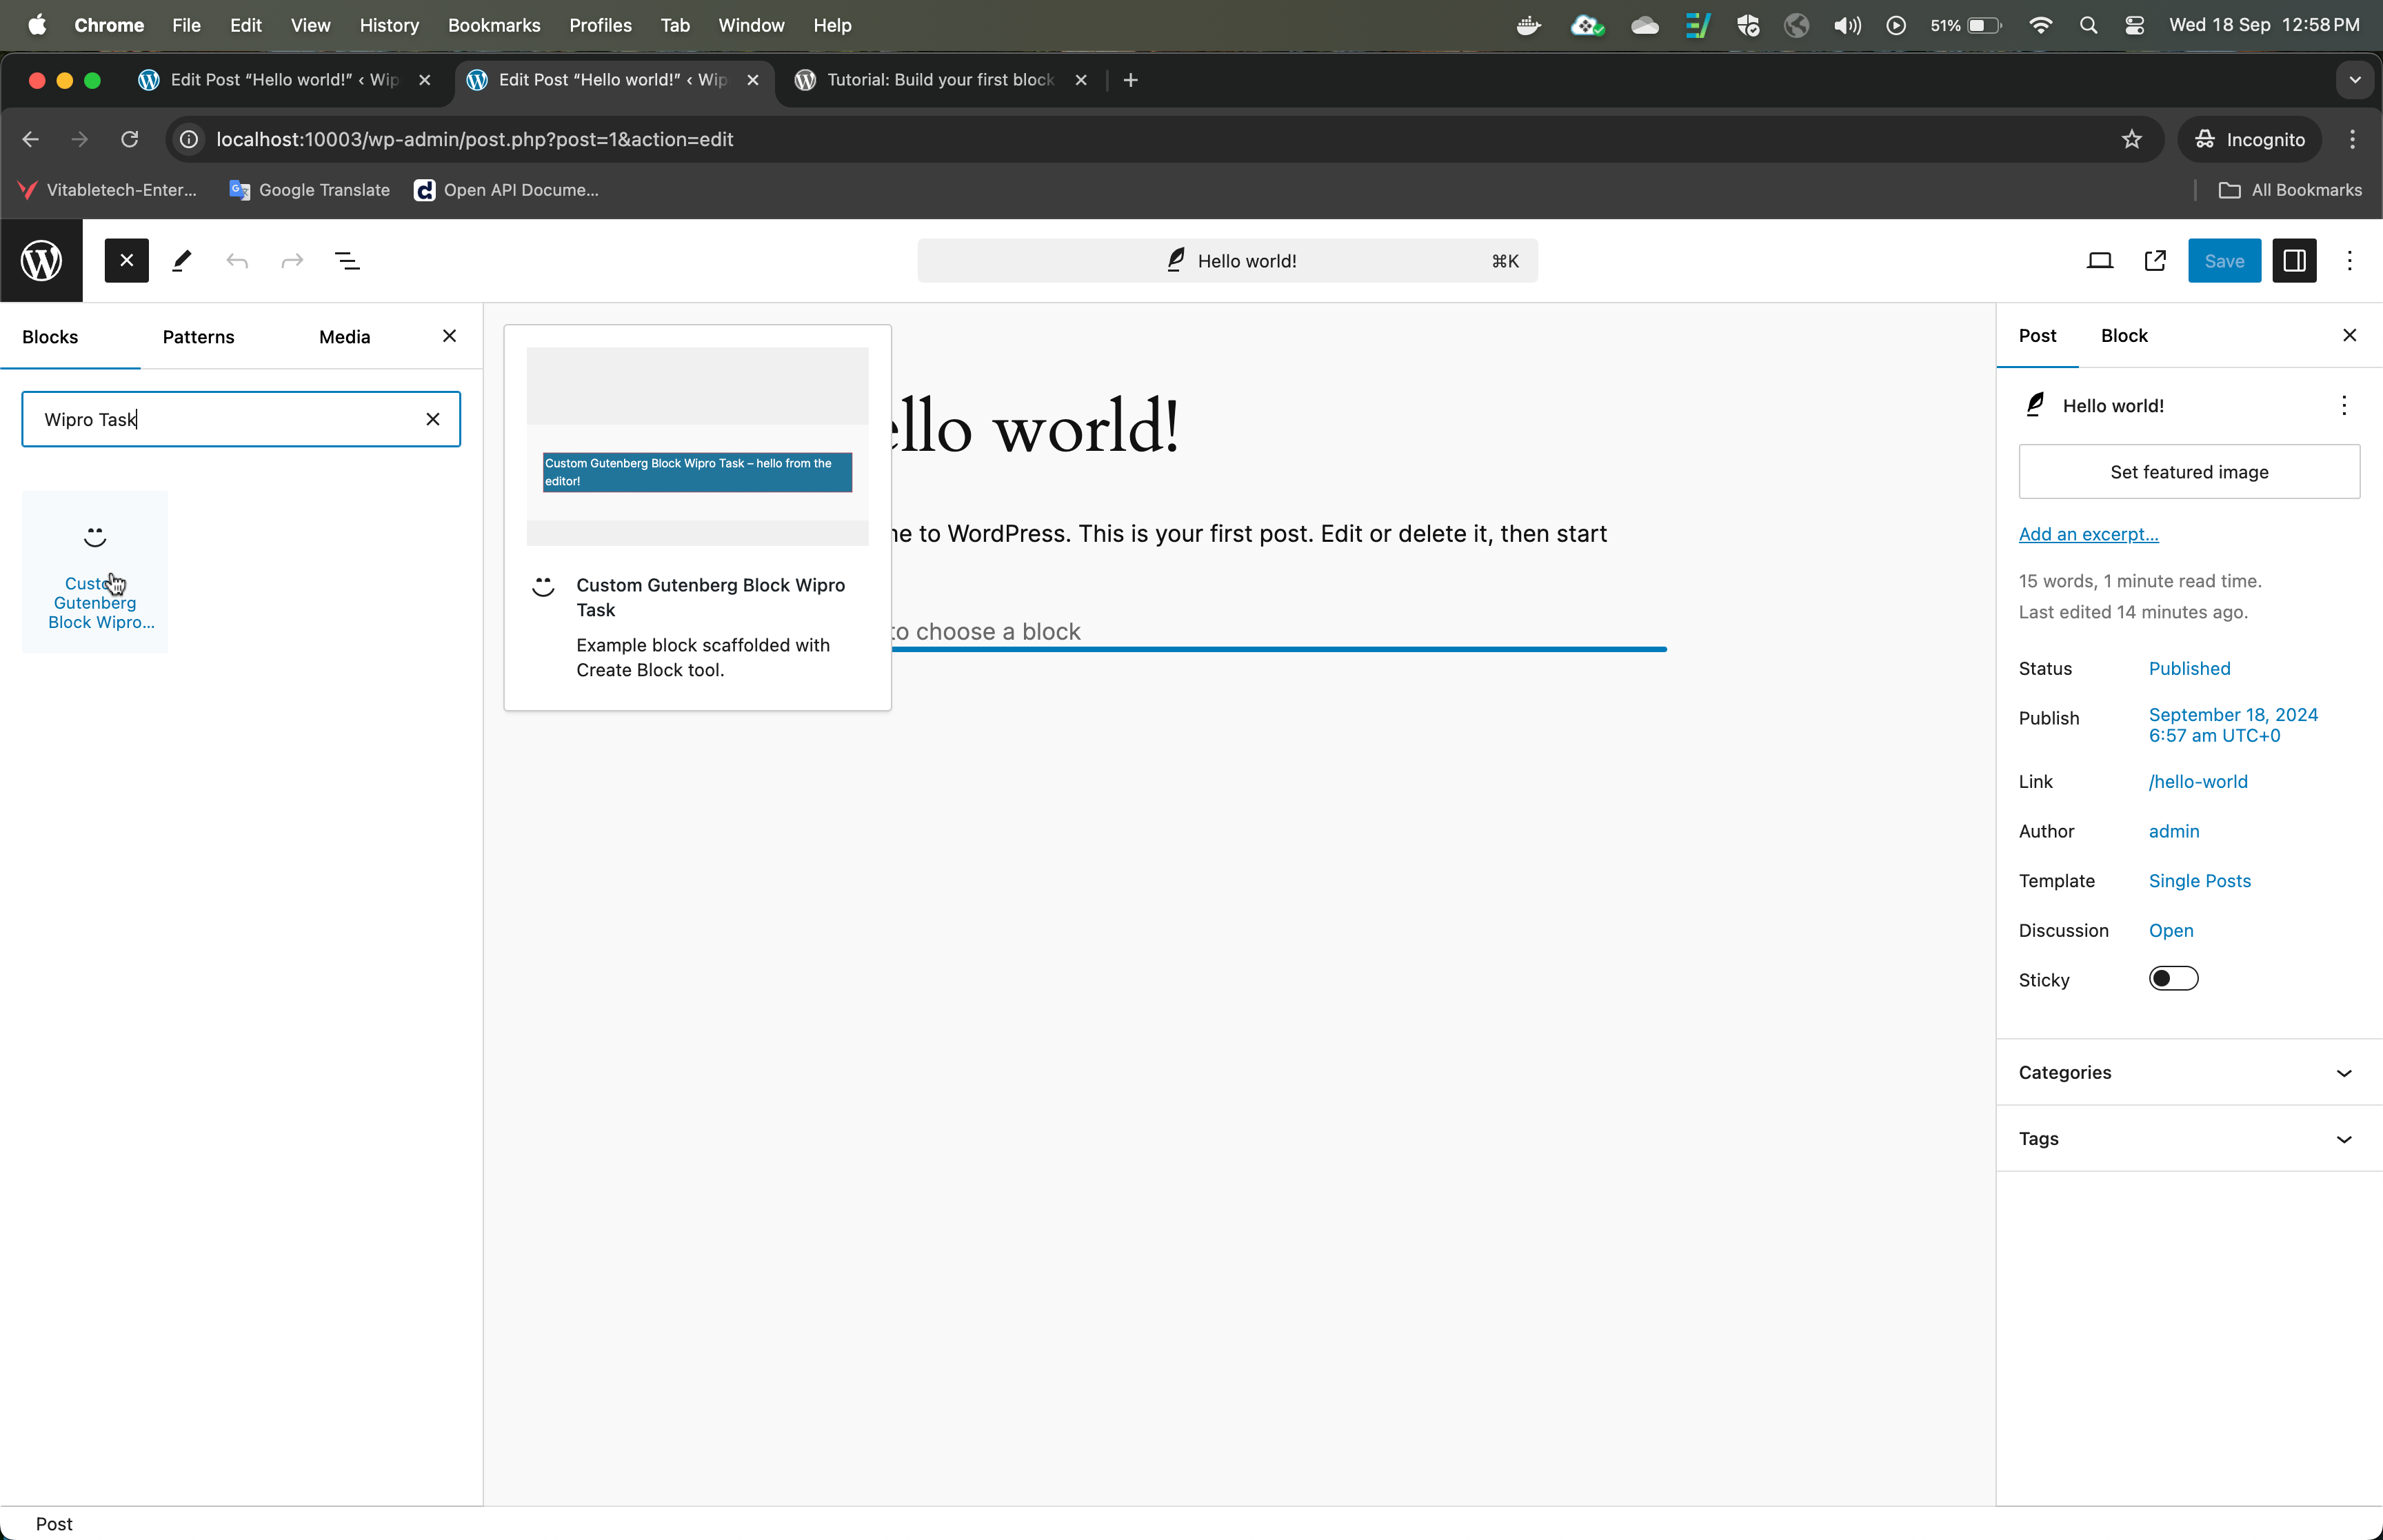 Chrome File Edit View History Bookmarks Profiles Tab Window Help
51%
Wed 18 Sep 12:58 PM
Edit Post “Hello world!” ‹ Wip
Edit Post “Hello world!” ‹ Wip
Tutorial: Build your first block
localhost:10003/wp-admin/post.php?post=1&action=edit
Incognito
Vitabletech-Enter...
Google Translate
Open API Docume...
All Bookmarks
Hello world!
⌘K
Save
Blocks Patterns Media
Wipro Task
Gutenberg
Block Wipro...
Custom Gutenberg Block Wipro Task – hello from the
editor!
Custom Gutenberg Block Wipro
Task
Example block scaffolded with
Create Block tool.
ello world!
to WordPress. This is your first post. Edit or delete it, then start
to choose a block
Post Block
Hello world!
Set featured image
Add an excerpt...
15 words, 1 minute read time.
Last edited 14 minutes ago.
Status Published
Publish September 18, 2024
6:57 am UTC+0
Link /hello-world
Author admin
Template Single Posts
Discussion Open
Sticky
Categories
Tags
Post